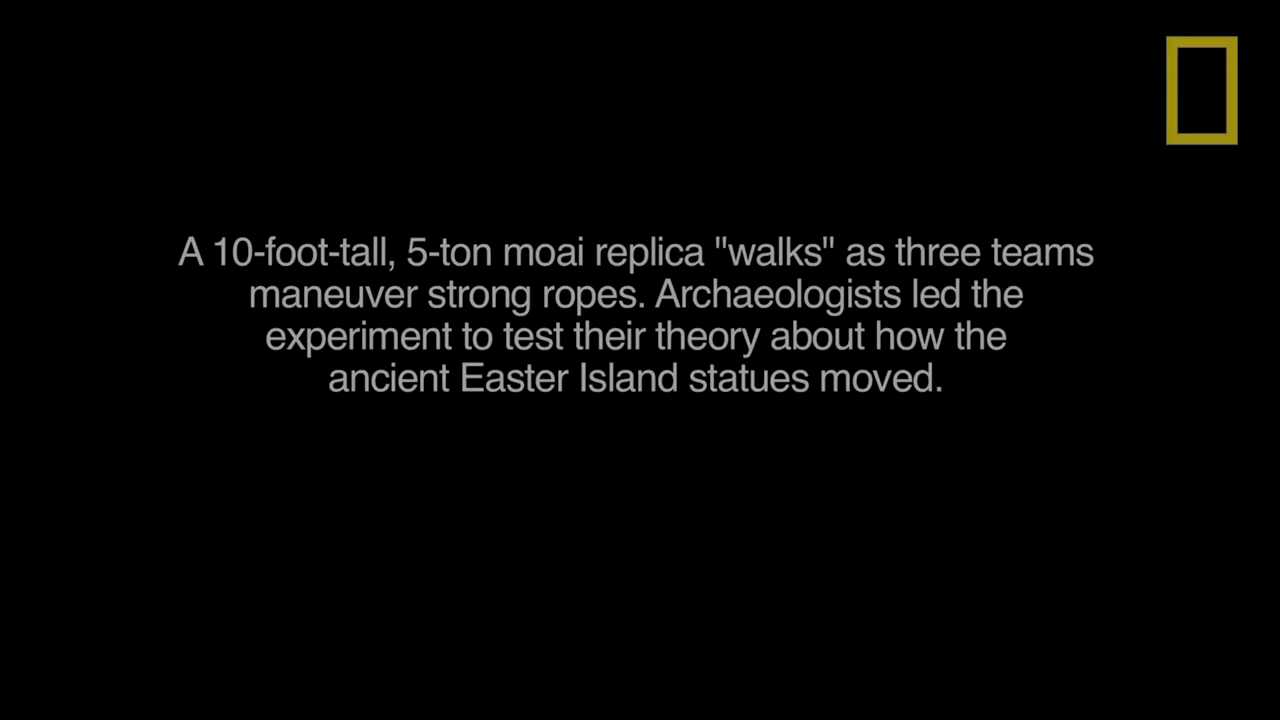 A 10-foot-tall, 5-ton moai replica "walks" as three teams
maneuver strong ropes. Archaeologists led the
experiment to test their theory about how the
ancient Easter Island statues moved.